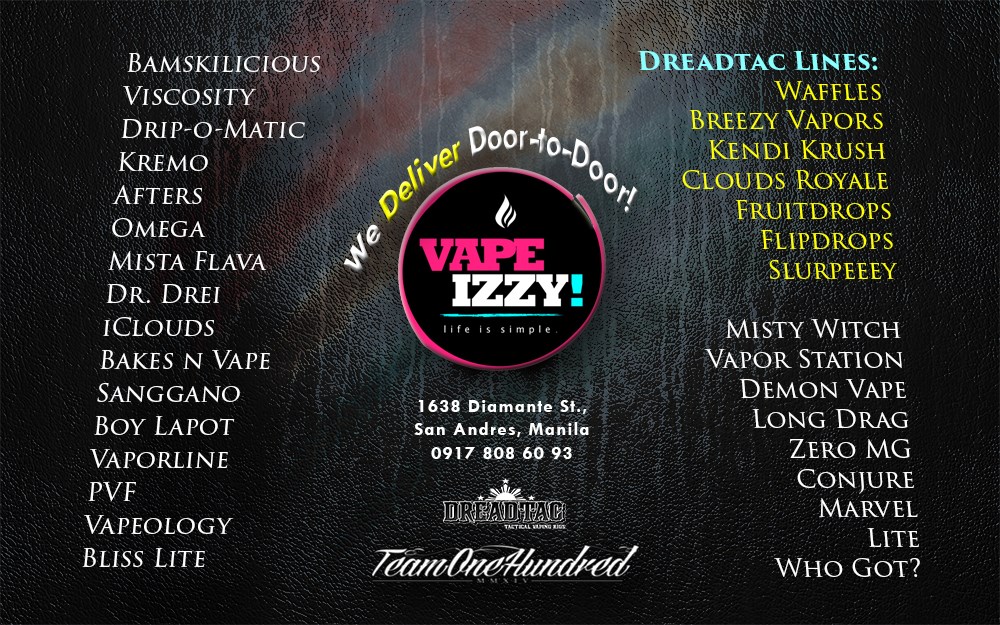 Bamskilicious
Viscosity
Drip-o-Matic
Kremo
Afters
Omega
Mista Flava
Dr. Drei
iClouds
Bakes n Vape
Sanggano
Boy Lapot
Vaporline
PVF
Vapeology
Bliss Lite
We Deliver Door-to-Door!
VAPE
IZZY!
life is simple.
1638 Diamante St.,
San Andres, Manila
0917 808 60 93
DREADTAC
TACTICAL VAPING RIGS
TeamOneHundred
MMXIV
Dreadtac Lines:
Waffles
Breezy Vapors
Kendi Krush
Clouds Royale
Fruitdrops
Flipdrops
Slurpeeey
Misty Witch
Vapor Station
Demon Vape
Long Drag
Zero MG
Conjure
Marvel
Lite
Who Got?